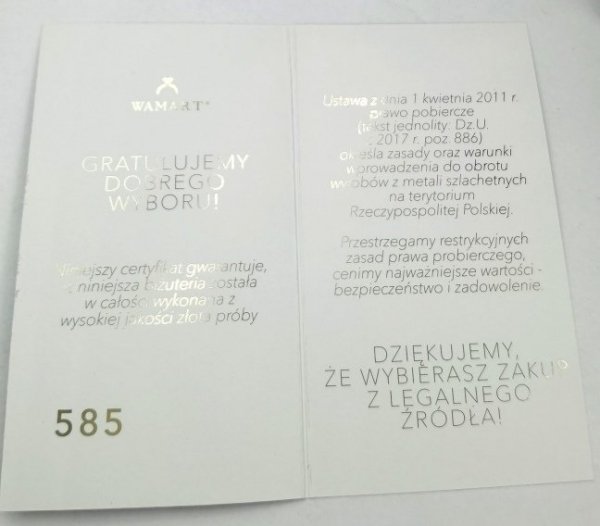 WAMART®
GRATULUJEMY
DOBREGO
WYBORU!
Niniejszy certyfikat gwarantuje,
iż niniejsza biżuteria została
w całości wykonana z
wysokiej jakości złota próby
585
Ustawa z dnia 1 kwietnia 2011 r.
prawo pobiercze
(tekst jednolity: Dz.U.
z 2017 r. poz. 886)
określa zasady oraz warunki
wprowadzenia do obrotu
wyrobów z metali szlachetnych
na terytorium
Rzeczypospolitej Polskiej.
Przestrzegamy restrykcyjnych
zasad prawa probierczego,
cenimy najważniejsze wartości -
bezpieczeństwo i zadowolenie.
DZIĘKUJEMY,
ŻE WYBIERASZ ZAKUP
Z LEGALNEGO
ŹRÓDŁA!